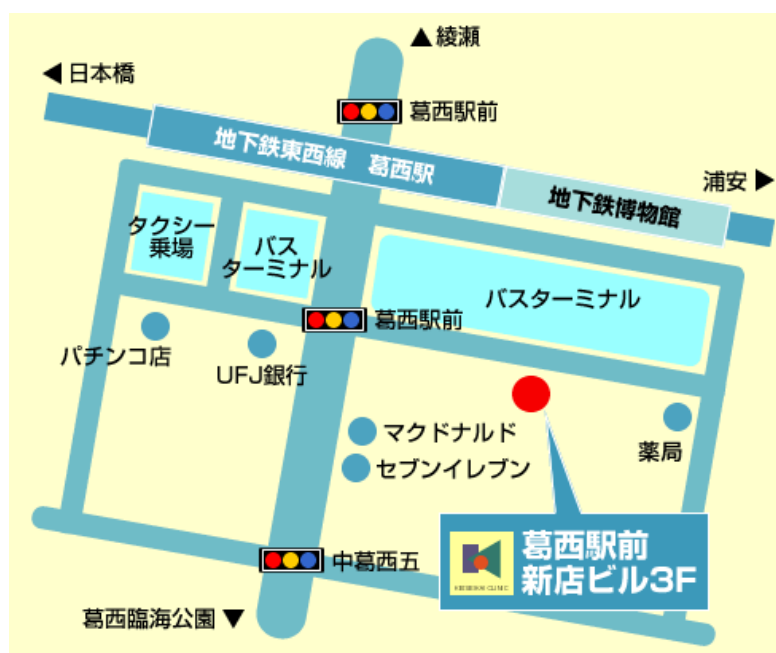 ▲綾瀬
◀日本橋
葛西駅前
地下鉄東西線　葛西駅
浦安▶
地下鉄博物館
タクシー
乗場
バス
ターミナル
バスターミナル
葛西駅前
パチンコ店
UFJ銀行
マクドナルド
セブンイレブン
薬局
葛西駅前
新店ビル3F
中葛西五
葛西臨海公園▼